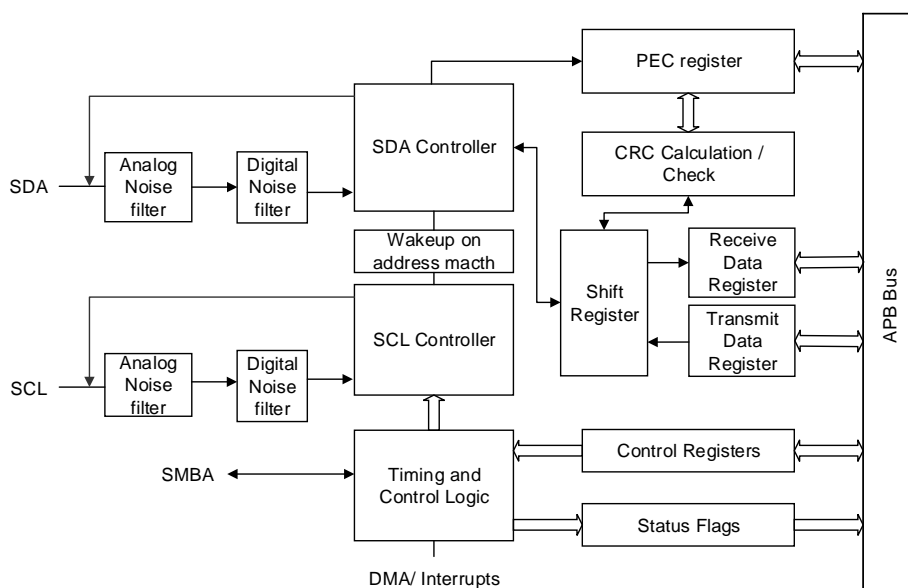 PEC register
SDA Controller
CRC Calculation /
Check
SDA
Analog
Noise
filter
Digital
Noise
filter
Wakeup on
address macth
Shift
Register
Receive
Data
Register
Transmit
Data
Register
APB Bus
SCL Controller
SCL
Analog
Noise
filter
Digital
Noise
filter
SMBA
Timing and
Control Logic
Control Registers
Status Flags
DMA/ Interrupts